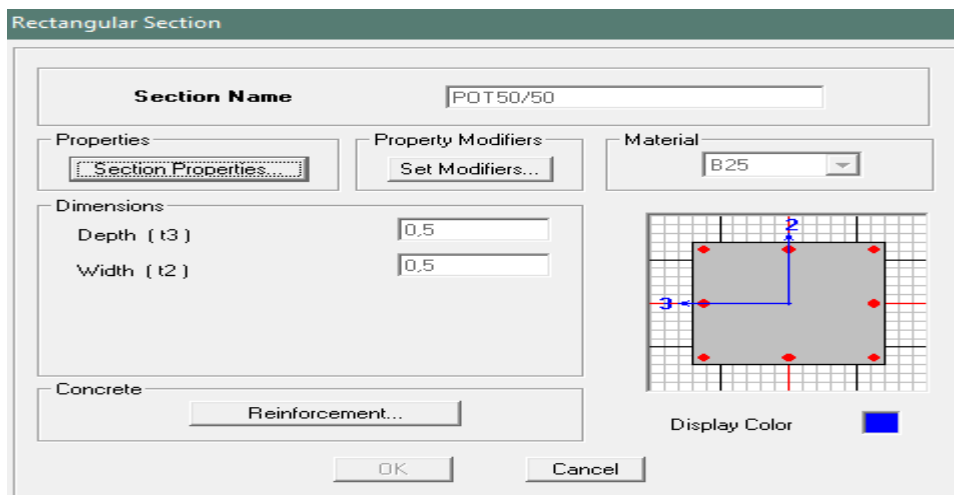 Rectangular Section
Section Name POT50/50
Properties Property Modifiers Material
Section Properties... Set Modifiers... B25
Dimensions
Depth ( t3 ) 0,5
Width ( t2 ) 0,5
2
3
Concrete
Reinforcement...
Display Color
OK Cancel